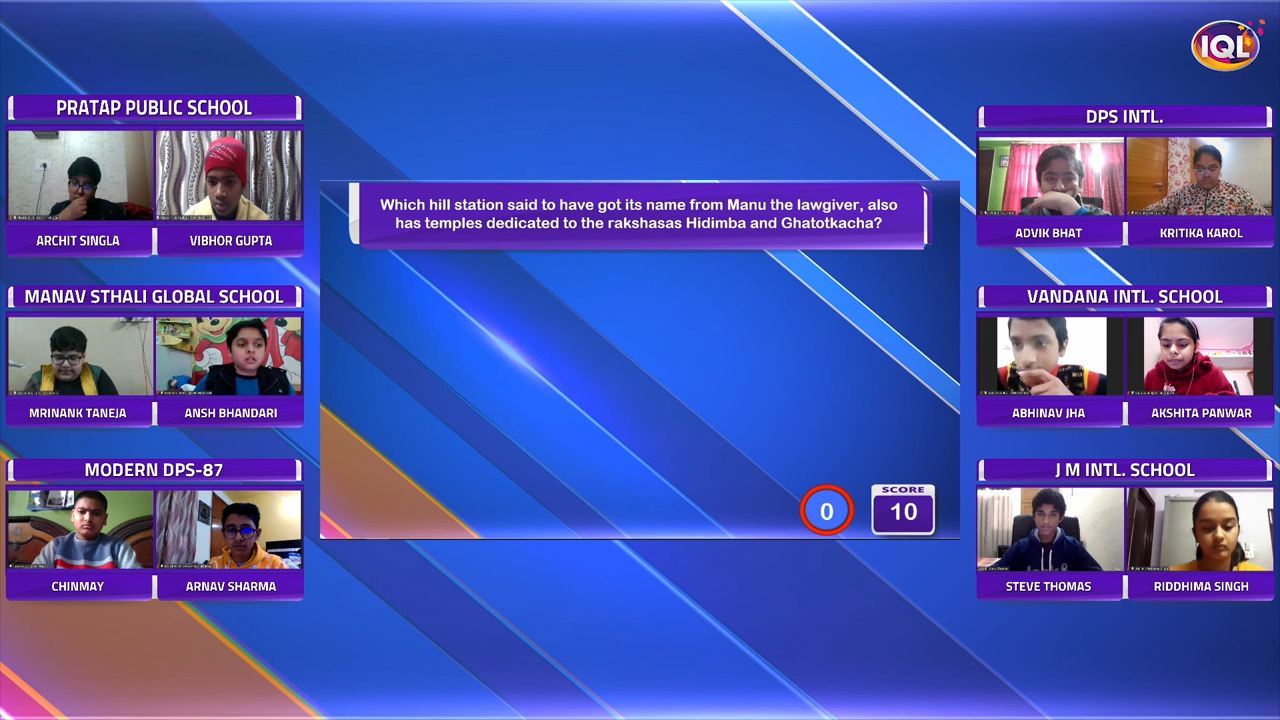 IQL
PRATAP PUBLIC SCHOOL
ARCHIT SINGLA
VIBHOR GUPTA
MANAV STHALI GLOBAL SCHOOL
MRINANK TANEJA
ANSH BHANDARI
MODERN DPS-87
CHINMAY
ARNAV SHARMA
Which hill station said to have got its name from Manu the lawgiver, also
has temples dedicated to the rakshasas Hidimba and Ghatotkacha?
0
SCORE
10
DPS INTL.
ADVIK BHAT
KRITIKA KAROL
VANDANA INTL. SCHOOL
ABHINAV JHA
AKSHITA PANWAR
J M INTL. SCHOOL
STEVE THOMAS
RIDDHIMA SINGH